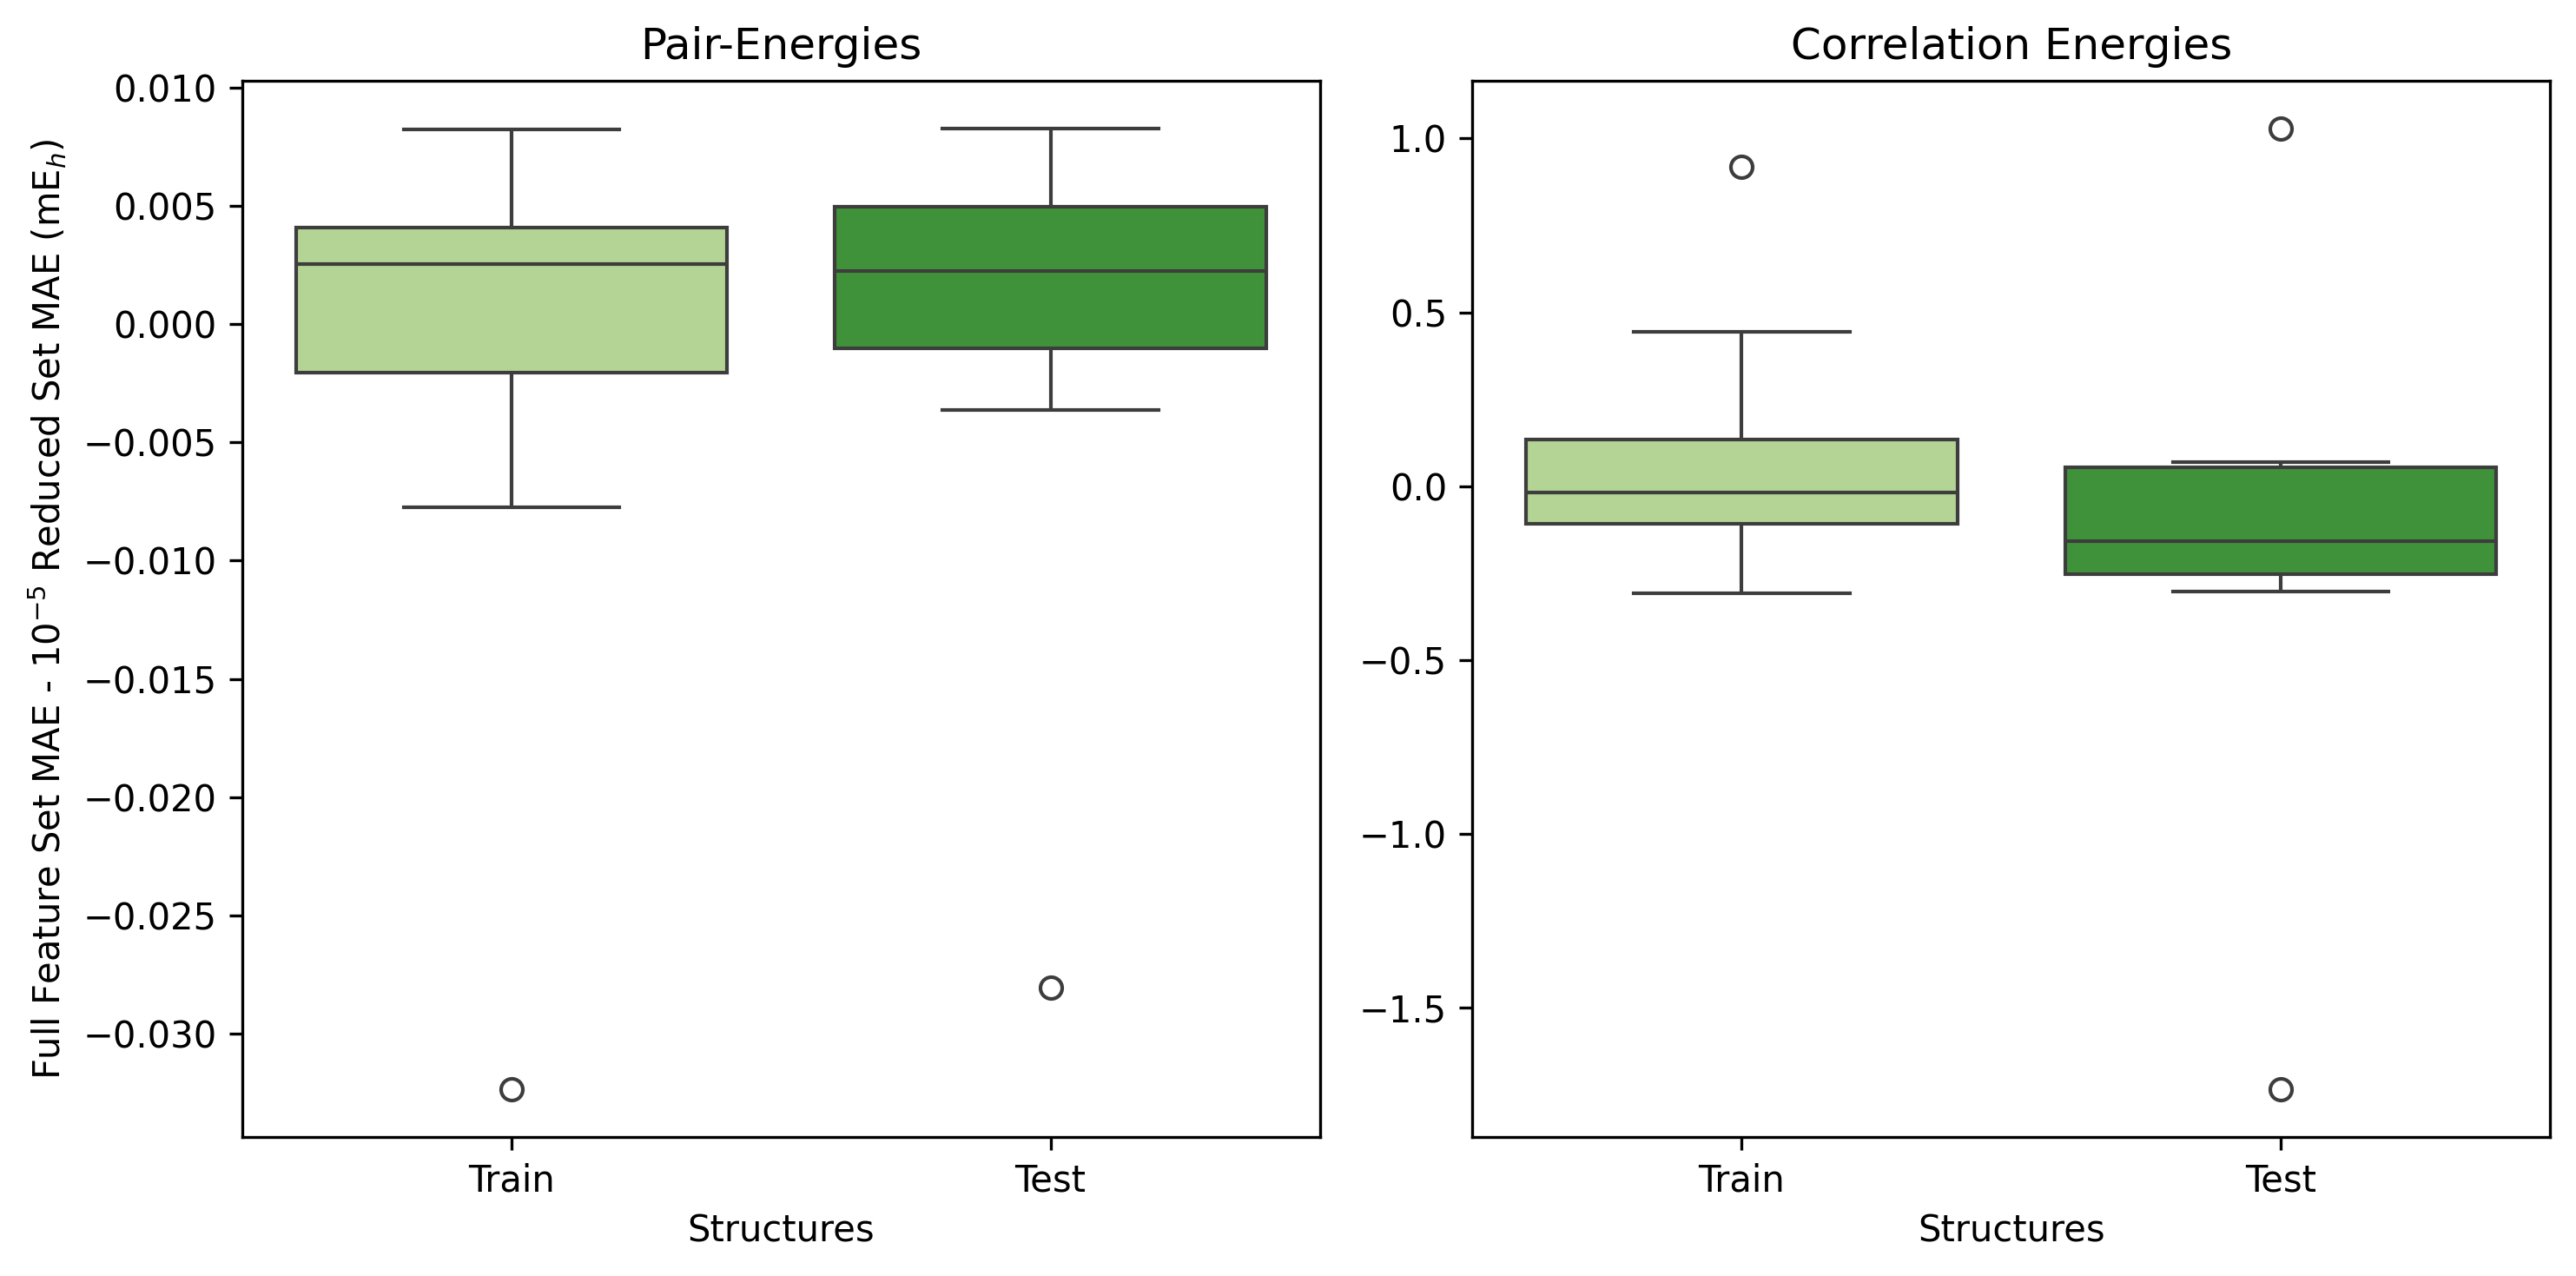 Pair-Energies
Full Feature Set MAE - 10⁻⁵ Reduced Set MAE (mEₕ)
0.010
0.005
0.000
−0.005
−0.010
−0.015
−0.020
−0.025
−0.030
Train
Test
Structures
Correlation Energies
1.0
0.5
0.0
−0.5
−1.0
−1.5
Train
Test
Structures